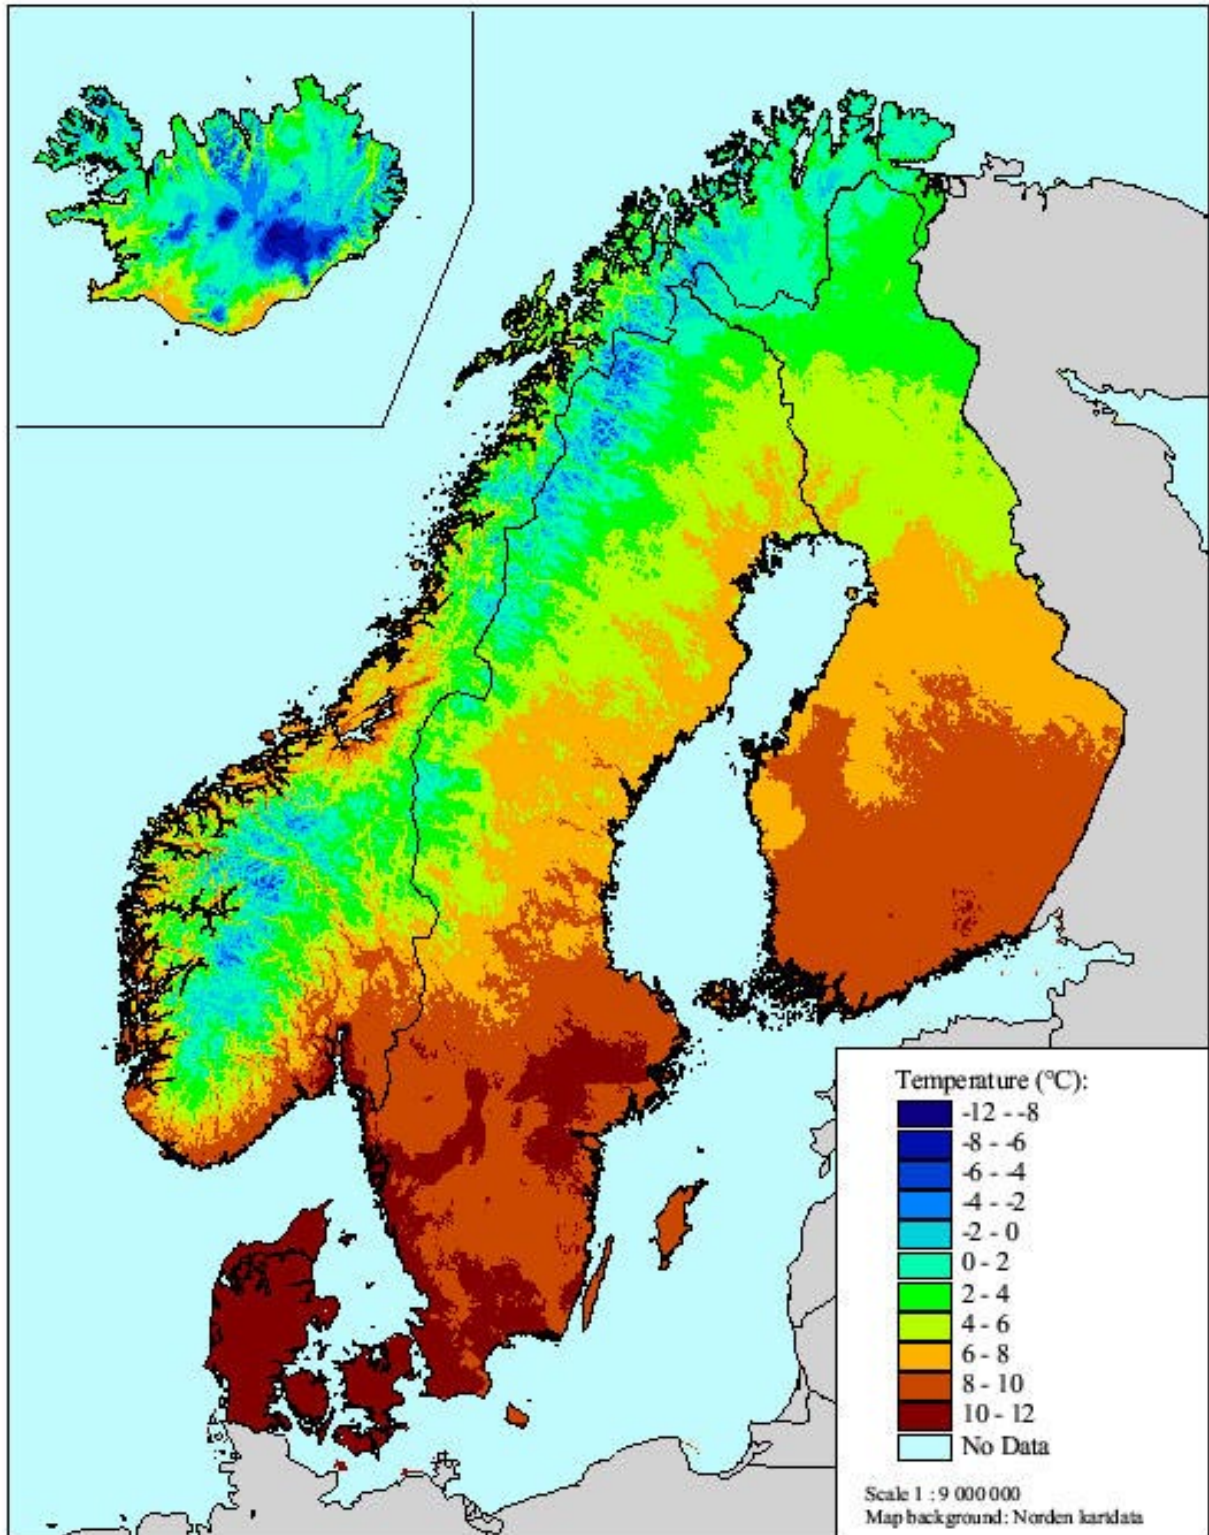 Temperature (°C):
-12 - -8
-8 - -6
-6 - -4
-4 - -2
-2 - 0
0 - 2
2 - 4
4 - 6
6 - 8
8 - 10
10 - 12
No Data
Scale 1 : 9 000 000
Map background: Norden kartdata